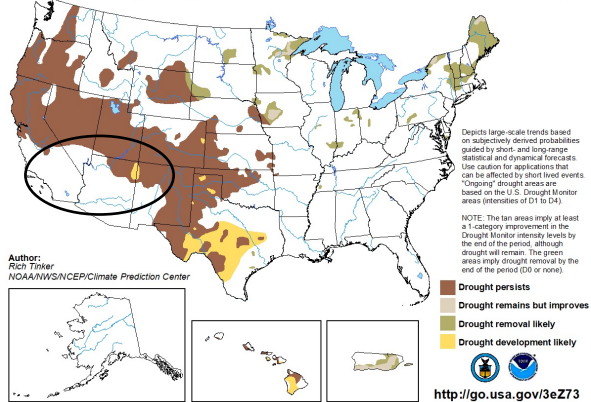 Depicts large-scale trends based
on subjectively derived probabilities
guided by short- and long-range
statistical and dynamical forecasts.
Use caution for applications that
can be affected by short lived events.
"Ongoing" drought areas are
based on the U.S. Drought Monitor
areas (intensities of D1 to D4).
NOTE: The tan areas imply at least
a 1-category improvement in the
Drought Monitor intensity levels by
the end of the period, although
drought will remain. The green
areas imply drought removal by the
end of the period (D0 or none).
Author:
Rich Tinker
NOAA/NWS/NCEP/Climate Prediction Center
Drought persists
Drought remains but improves
Drought removal likely
Drought development likely
http://go.usa.gov/3eZ73